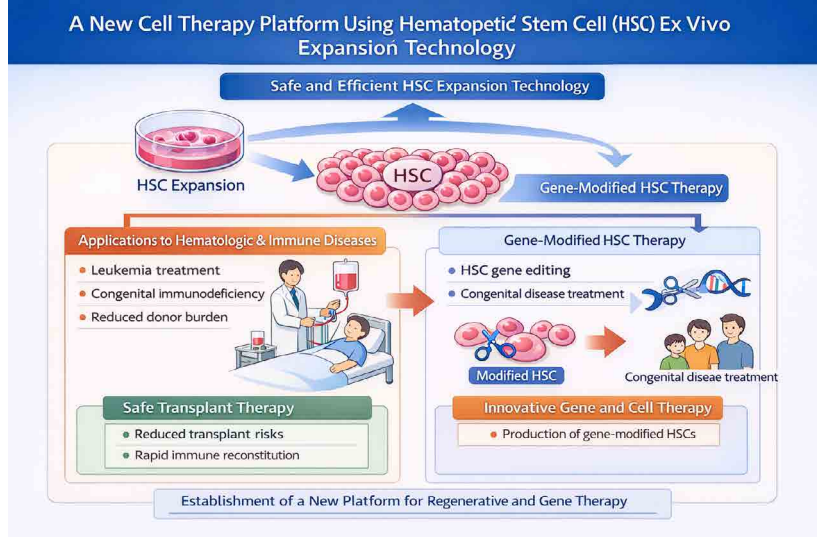 A New Cell Therapy Platform Using Hematopetić Stem Cell (HSC) Ex Vivo
Expansioń Technology
Safe and Efficient HSC Expansion Technology
HSC Expansion
HSC
Gene-Modified HSC Therapy
Applications to Hematologic & Immune Diseases
Leukemia treatment
Congenital immunodeficiency
Reduced donor burden
Safe Transplant Therapy
Reduced transplant risks
Rapid immune reconstitution
Gene-Modified HSC Therapy
HSC gene editing
Congenital disease treatment
Modified HSC
Congenital diseae treatment
Innovative Gene and Cell Therapy
Production of gene-modified HSCs
Establishment of a New Platform for Regenerative and Gene Therapy